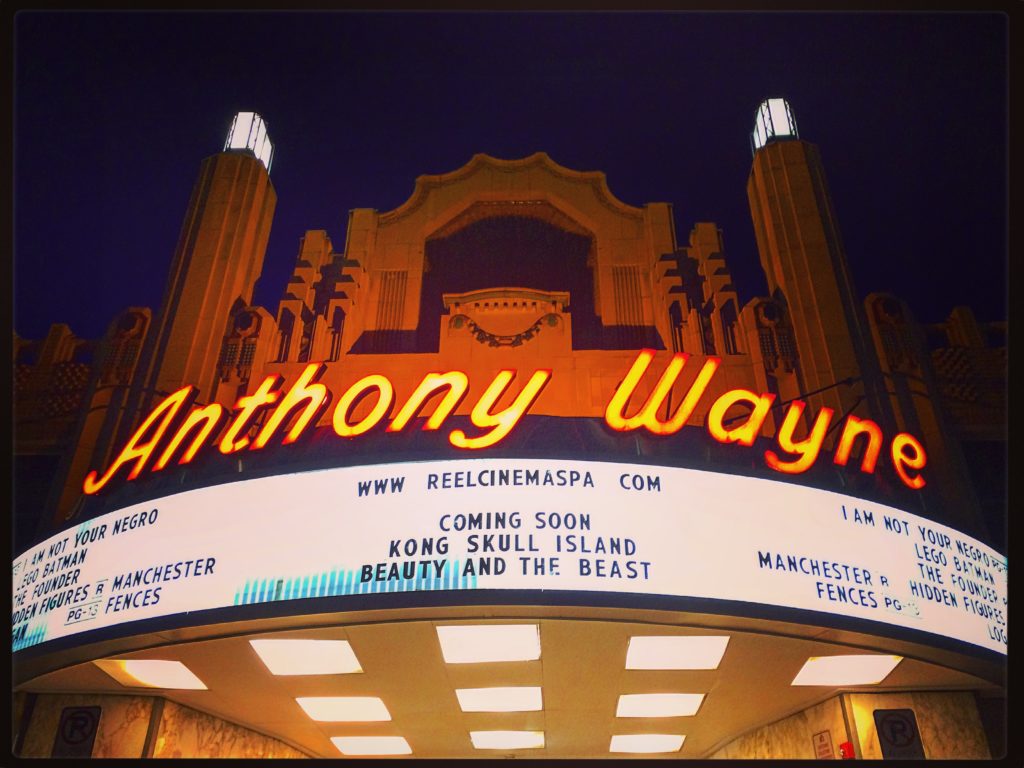 Anthony Wayne
WWW REELCINEMASPA COM
COMING SOON
KONG SKULL ISLAND
BEAUTY AND THE BEAST
I AM NOT YOUR NEGRO
LEGO BATMAN
THE FOUNDER
HIDDEN FIGURES
R MANCHESTER
PG-13 FENCES
I AM NOT YOUR NEGRO
LEGO BATMAN
THE FOUNDER
HIDDEN FIGURES
MANCHESTER R
FENCES PG-13